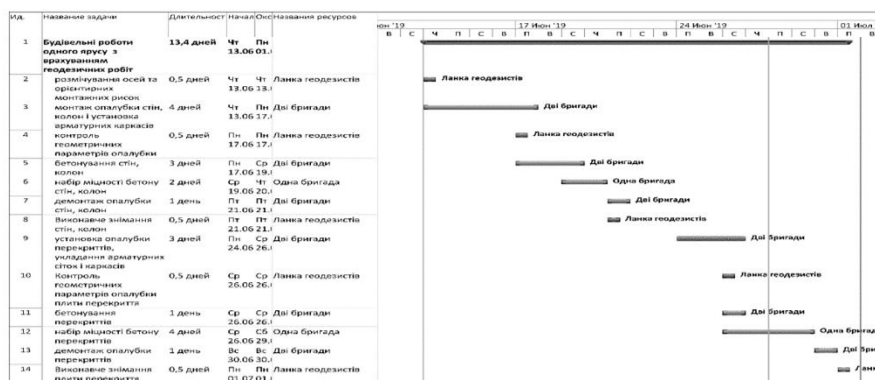 Ид. Название задачи Длительност Начал Око Названия ресурсов
юн '19 17 Июн '19 24 Июн '19 01 Июл
В С Ч П С В В С Ч П С В В С Ч П П В
1 Будівельні роботи 13,4 дней Чт Пн
одного ярусу з 13.06 01.
врахуванням
геодезичних робіт
2 розмічування осей та 0,5 дней Чт Чт Ланка геодезистів
орієнтирних 13.06 13.
монтажних рисок
Ланка геодезистів
3 монтаж опалубки стін, 4 дней Чт Пн Дві бригади
колон і установка 13.06 17.
арматурних каркасів
Дві бригади
4 контроль 0,5 дней Пн Пн Ланка геодезистів
геометричних 17.06 17.
параметрів опалубки
Ланка геодезистів
5 бетонування стін, 3 дней Пн Ср Дві бригади
колон 17.06 19.
Дві бригади
6 набір міцності бетону 2 дней Ср Чт Одна бригада
стін, колон 19.06 20.
Одна бригада
7 демонтаж опалубки 1 день Пт Пт Дві бригади
стін, колон 21.06 21.
Дві бригади
8 Виконавче знімання 0,5 дней Пт Пт Ланка геодезистів
стін, колон 21.06 21.
Ланка геодезистів
9 установка опалубки 3 дней Пн Ср Дві бригади
перекриттів, 24.06 26.
укладання арматурних
сіток і каркасів
Дві бригади
10 Контроль 0,5 дней Ср Ср Ланка геодезистів
геометричних 26.06 26.
параметрів опалубки
плити перекриття
Ланка геодезистів
11 бетонування 1 день Ср Ср Дві бригади
перекриттів 26.06 26.
Дві бригади
12 набір міцності бетону 4 дней Ср Сб Одна бригада
перекриттів 26.06 29.
Одна бригад
13 демонтаж опалубки 1 день Вс Вс Дві бригади
перекриттів 30.06 30.
Дві бри
14 Виконавче знімання 0,5 дней Пн Пн Ланка геодезистів
плити перекриття 01.07 01.
Ланк